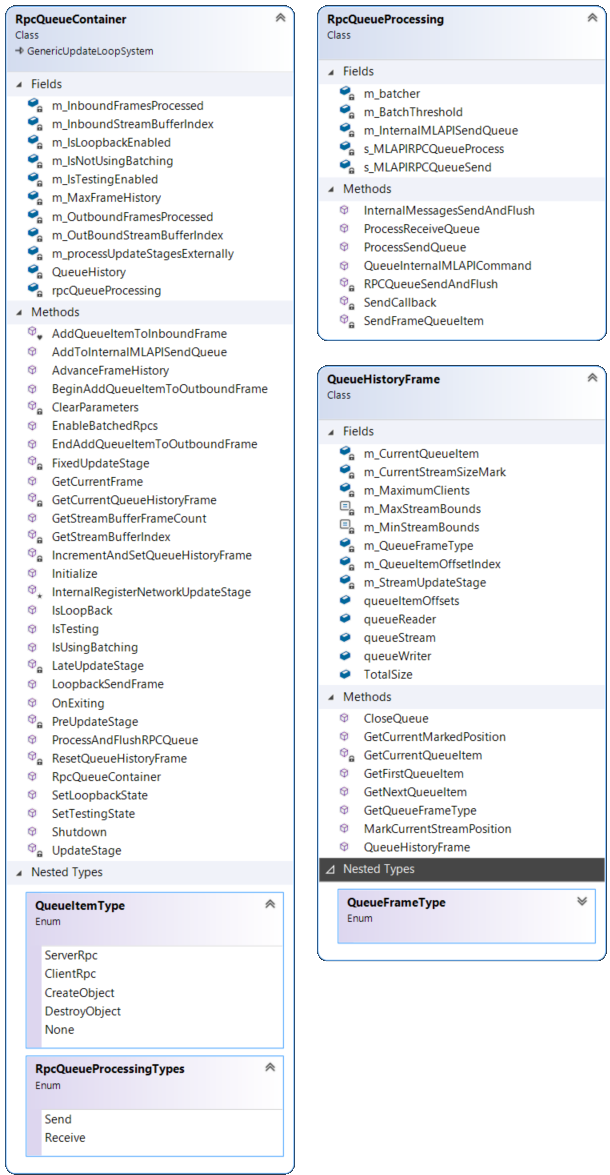 RpcQueueContainer
Class
GenericUpdateLoopSystem
Fields
m_InboundFramesProcessed
m_InboundStreamBufferIndex
m_IsLoopbackEnabled
m_IsNotUsingBatching
m_IsTestingEnabled
m_MaxFrameHistory
m_OutboundFramesProcessed
m_OutBoundStreamBufferIndex
m_processUpdateStagesExternally
QueueHistory
rpcQueueProcessing
Methods
AddQueueItemToInboundFrame
AddToInternalMLAPISendQueue
AdvanceFrameHistory
BeginAddQueueItemToOutboundFrame
ClearParameters
EnableBatchedRpcs
EndAddQueueItemToOutboundFrame
FixedUpdateStage
GetCurrentFrame
GetCurrentQueueHistoryFrame
GetStreamBufferFrameCount
GetStreamBufferIndex
IncrementAndSetQueueHistoryFrame
Initialize
InternalRegisterNetworkUpdateStage
IsLoopBack
IsTesting
IsUsingBatching
LateUpdateStage
LoopbackSendFrame
OnExiting
PreUpdateStage
ProcessAndFlushRPCQueue
ResetQueueHistoryFrame
RpcQueueContainer
SetLoopbackState
SetTestingState
Shutdown
UpdateStage
Nested Types
QueueItemType
Enum
ServerRpc
ClientRpc
CreateObject
DestroyObject
None
RpcQueueProcessingTypes
Enum
Send
Receive
RpcQueueProcessing
Class
Fields
m_batcher
m_BatchThreshold
m_InternalMLAPISendQueue
s_MLAPIRPCQueueProcess
s_MLAPIRPCQueueSend
Methods
InternalMessagesSendAndFlush
ProcessReceiveQueue
ProcessSendQueue
QueueInternalMLAPICommand
RPCQueueSendAndFlush
SendCallback
SendFrameQueueItem
QueueHistoryFrame
Class
Fields
m_CurrentQueueItem
m_CurrentStreamSizeMark
m_MaximumClients
m_MaxStreamBounds
m_MinStreamBounds
m_QueueFrameType
m_QueueItemOffsetIndex
m_StreamUpdateStage
queueItemOffsets
queueReader
queueStream
queueWriter
TotalSize
Methods
CloseQueue
GetCurrentMarkedPosition
GetCurrentQueueItem
GetFirstQueueItem
GetNextQueueItem
GetQueueFrameType
MarkCurrentStreamPosition
QueueHistoryFrame
Nested Types
QueueFrameType
Enum